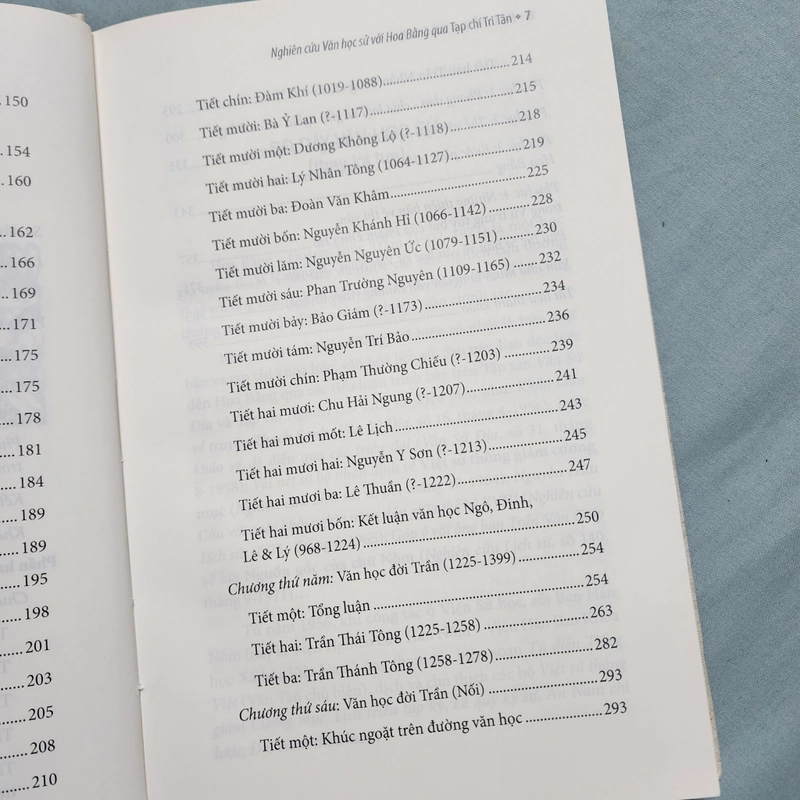 150
154
160
162
166
169
171
175
175
178
181
184
189
189
195
198
201
203
205
208
210
Nghiên cứu Văn học sử với Hoa Bằng qua Tạp chí Tri Tân • 7
Tiết chín: Đàm Khí (1019-1088)................................214
Tiết mười: Bà Ỷ Lan (?-1117)................................215
Tiết mười một: Dương Không Lộ (?-1118)................218
Tiết mười hai: Lý Nhân Tông (1064-1127)................219
Tiết mười ba: Đoàn Văn Khâm................................225
Tiết mười bốn: Nguyễn Khánh Hỉ (1066-1142)........228
Tiết mười lăm: Nguyễn Nguyên Ức (1079-1151)......230
Tiết mười sáu: Phan Trường Nguyên (1109-1165).....232
Tiết mười bảy: Bảo Giám (?-1173)..........................234
Tiết mười tám: Nguyễn Trí Bảo..............................236
Tiết mười chín: Phạm Thường Chiếu (?-1203)..........239
Tiết hai mươi: Chu Hải Ngung (?-1207)..................241
Tiết hai mươi mốt: Lê Lịch....................................243
Tiết hai mươi hai: Nguyễn Y Sơn (?-1213)...............245
Tiết hai mươi ba: Lê Thuần (?-1222).......................247
Tiết hai mươi bốn: Kết luận văn học Ngô, Đinh,
Lê & Lý (968-1224)................................................250
Chương thứ năm: Văn học đời Trần (1225-1399)........254
Tiết một: Tổng luận................................................254
Tiết hai: Trần Thái Tông (1225-1258)......................263
Tiết ba: Trần Thánh Tông (1258-1278).....................282
Chương thứ sáu: Văn học đời Trần (Nối)..................293
Tiết một: Khúc ngoặt trên đường văn học................293